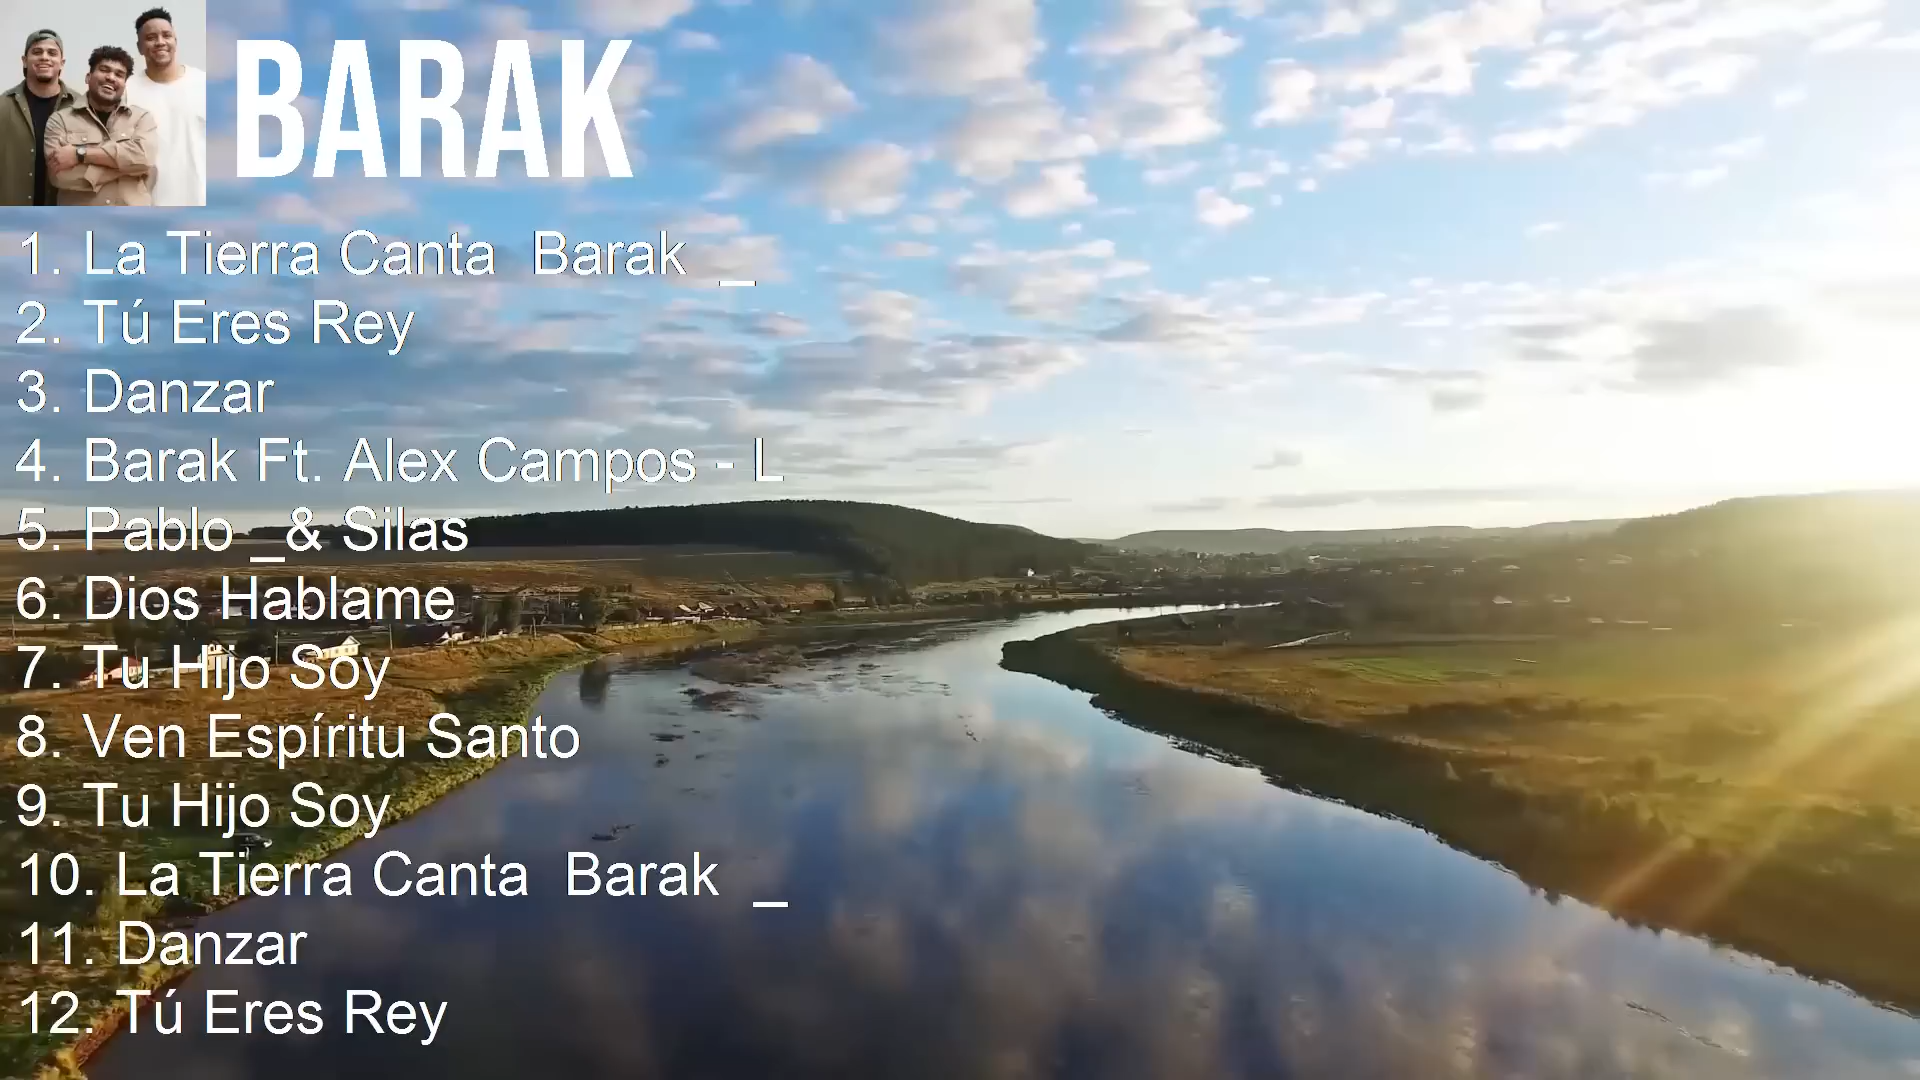 BARAK
1. La Tierra Canta  Barak  _
2. Tú Eres Rey
3. Danzar
4. Barak Ft. Alex Campos - L
5. Pablo _& Silas
6. Dios Hablame
7. Tu Hijo Soy
8. Ven Espíritu Santo
9. Tu Hijo Soy
10. La Tierra Canta  Barak  _
11. Danzar
12. Tú Eres Rey